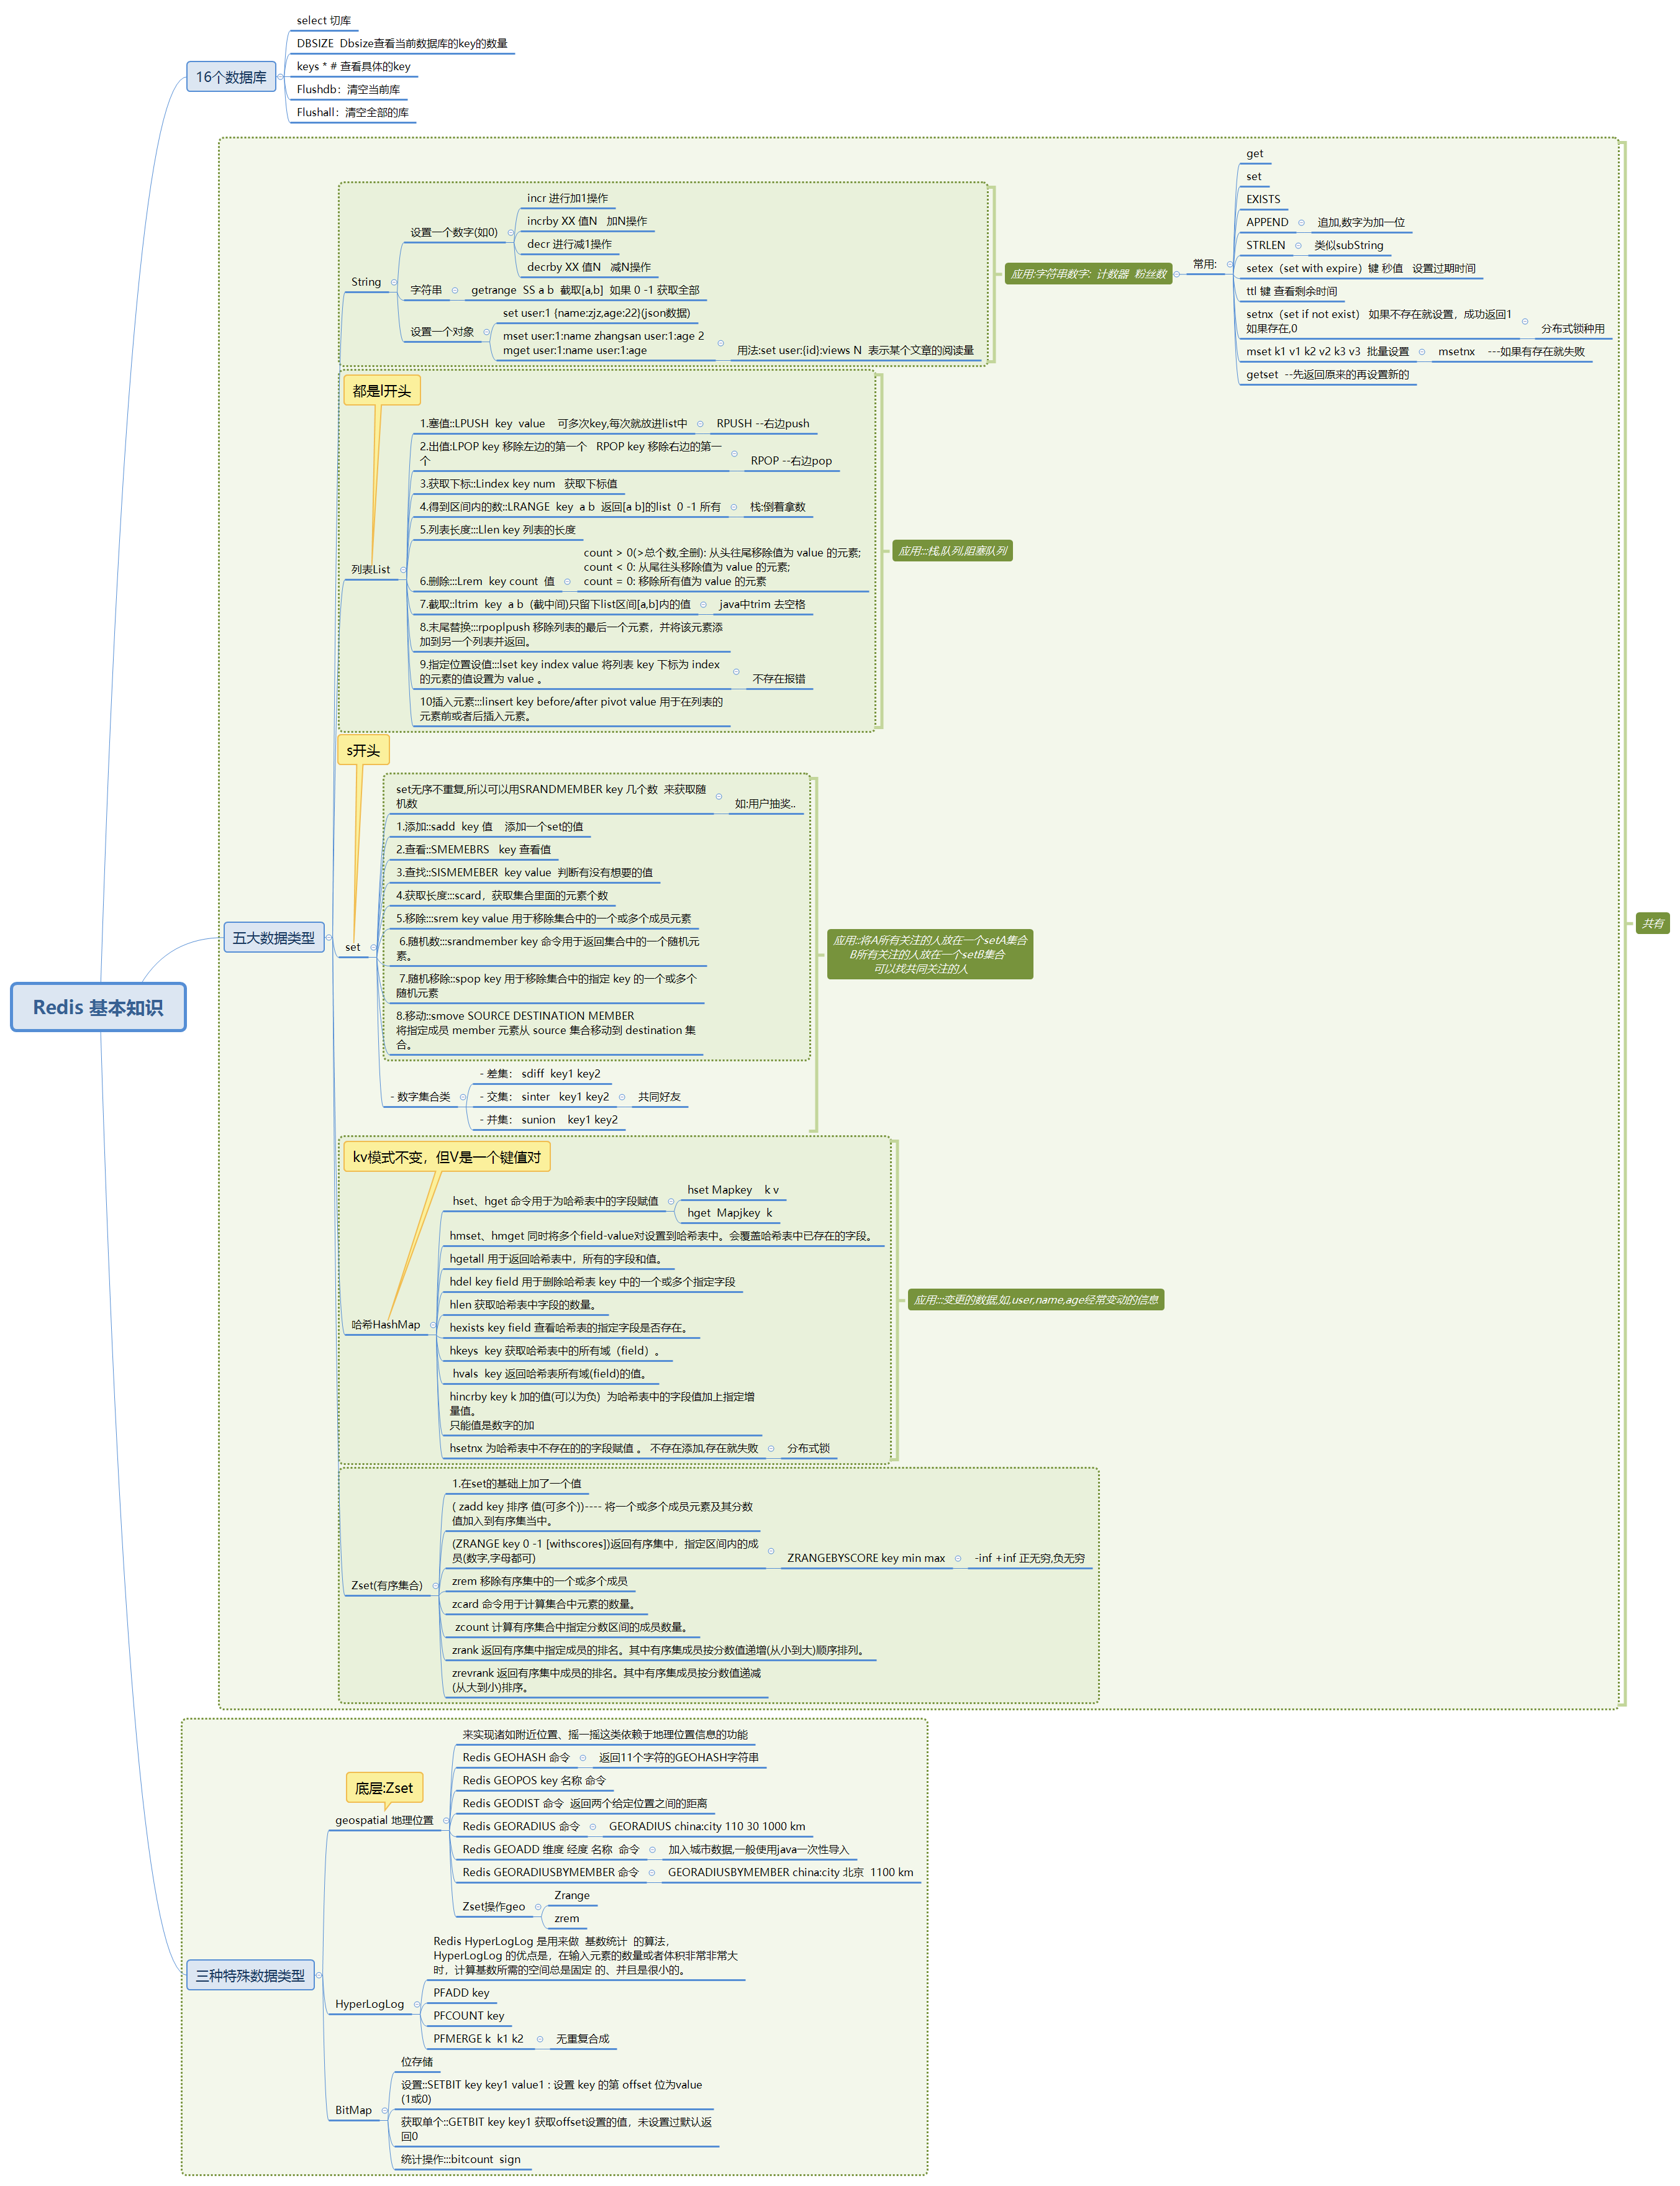 Redis 基本知识
16个数据库
select 切库
DBSIZE  Dbsize查看当前数据库的key的数量
keys * # 查看具体的key
Flushdb：清空当前库
Flushall：清空全部的库
五大数据类型
String
设置一个数字(如0)
incr 进行加1操作
incrby XX 值N   加N操作
decr 进行减1操作
decrby XX 值N   减N操作
字符串
getrange  SS a b  截取[a,b]  如果 0 -1 获取全部
设置一个对象
set user:1 {name:zjz,age:22}(json数据)
mset user:1:name zhangsan user:1:age 2
mget user:1:name user:1:age
用法:set user:{id}:views N  表示某个文章的阅读量
应用:字符串数字:  计数器  粉丝数
常用:
get
set
EXISTS
APPEND
追加,数字为加一位
STRLEN
类似subString
setex（set with expire）键 秒值   设置过期时间
ttl 键 查看剩余时间
setnx（set if not exist） 如果不存在就设置，成功返回1
如果存在,0
分布式锁种用
mset k1 v1 k2 v2 k3 v3  批量设置
msetnx    ---如果有存在就失败
getset  --先返回原来的再设置新的
都是l开头
列表List
1.塞值::LPUSH  key  value    可多次key,每次就放进list中
RPUSH --右边push
2.出值:LPOP key 移除左边的第一个   RPOP key 移除右边的第一
个
RPOP --右边pop
3.获取下标::Lindex key num   获取下标值
4.得到区间内的数::LRANGE  key  a b  返回[a b]的list  0 -1 所有
栈:倒着拿数
5.列表长度:::Llen key 列表的长度
6.删除:::Lrem  key count  值
count > 0(>总个数,全删): 从头往尾移除值为 value 的元素;
count < 0: 从尾往头移除值为 value 的元素;
count = 0: 移除所有值为 value 的元素
7.截取::ltrim  key  a b  (截中间)只留下list区间[a,b]内的值
java中trim 去空格
8.末尾替换:::rpoplpush 移除列表的最后一个元素，并将该元素添
加到另一个列表并返回。
9.指定位置设值:::lset key index value 将列表 key 下标为 index
的元素的值设置为 value 。
不存在报错
10插入元素:::linsert key before/after pivot value 用于在列表的
元素前或者后插入元素。
应用:::栈,队列,阻塞队列
s开头
set
set无序不重复,所以可以用SRANDMEMBER key 几个数  来获取随
机数
如:用户抽奖..
1.添加::sadd  key 值    添加一个set的值
2.查看::SMEMEBRS   key 查看值
3.查找::SISMEMEBER  key value  判断有没有想要的值
4.获取长度:::scard，获取集合里面的元素个数
5.移除:::srem key value 用于移除集合中的一个或多个成员元素
6.随机数:::srandmember key 命令用于返回集合中的一个随机元
素。
7.随机移除::spop key 用于移除集合中的指定 key 的一个或多个
随机元素
8.移动::smove SOURCE DESTINATION MEMBER
将指定成员 member 元素从 source 集合移动到 destination 集
合。
- 数字集合类
- 差集:   sdiff  key1 key2
- 交集:   sinter   key1 key2
共同好友
- 并集:   sunion    key1 key2
应用::将A所有关注的人放在一个setA集合
B所有关注的人放在一个setB集合
可以找共同关注的人
kv模式不变，但V是一个键值对
哈希HashMap
hset、hget 命令用于为哈希表中的字段赋值
hset Mapkey    k v
hget  Mapjkey  k
hmset、hmget 同时将多个field-value对设置到哈希表中。会覆盖哈希表中已存在的字段。
hgetall 用于返回哈希表中，所有的字段和值。
hdel key field 用于删除哈希表 key 中的一个或多个指定字段
hlen 获取哈希表中字段的数量。
hexists key field 查看哈希表的指定字段是否存在。
hkeys  key 获取哈希表中的所有域（field）。
hvals  key 返回哈希表所有域(field)的值。
hincrby key k 加的值(可以为负)  为哈希表中的字段值加上指定增
量值。
只能值是数字的加
hsetnx 为哈希表中不存在的的字段赋值 。 不存在添加,存在就失败
分布式锁
应用:::变更的数据,如,user,name,age经常变动的信息
Zset(有序集合)
1.在set的基础上加了一个值
( zadd key 排序 值(可多个))---- 将一个或多个成员元素及其分数
值加入到有序集当中。
(ZRANGE key 0 -1 [withscores])返回有序集中，指定区间内的成
员(数字,字母都可)
ZRANGEBYSCORE key min max
-inf +inf 正无穷,负无穷
zrem 移除有序集中的一个或多个成员
zcard 命令用于计算集合中元素的数量。
zcount 计算有序集合中指定分数区间的成员数量。
zrank 返回有序集中指定成员的排名。其中有序集成员按分数值递增(从小到大)顺序排列。
zrevrank 返回有序集中成员的排名。其中有序集成员按分数值递减
(从大到小)排序。
共有
三种特殊数据类型
底层:Zset
geospatial 地理位置
来实现诸如附近位置、摇一摇这类依赖于地理位置信息的功能
Redis GEOHASH 命令
返回11个字符的GEOHASH字符串
Redis GEOPOS key 名称 命令
Redis GEODIST 命令  返回两个给定位置之间的距离
Redis GEORADIUS 命令
GEORADIUS china:city 110 30 1000 km
Redis GEOADD 维度 经度 名称  命令
加入城市数据,一般使用java一次性导入
Redis GEORADIUSBYMEMBER 命令
GEORADIUSBYMEMBER china:city 北京  1100 km
Zset操作geo
Zrange
zrem
HyperLogLog
Redis HyperLogLog 是用来做  基数统计  的算法，
HyperLogLog 的优点是，在输入元素的数量或者体积非常非常大
时，计算基数所需的空间总是固定 的、并且是很小的。
PFADD key
PFCOUNT key
PFMERGE k  k1 k2
无重复合成
BitMap
位存储
设置::SETBIT key key1 value1 : 设置 key 的第 offset 位为value
(1或0)
获取单个::GETBIT key key1 获取offset设置的值，未设置过默认返
回0
统计操作:::bitcount  sign